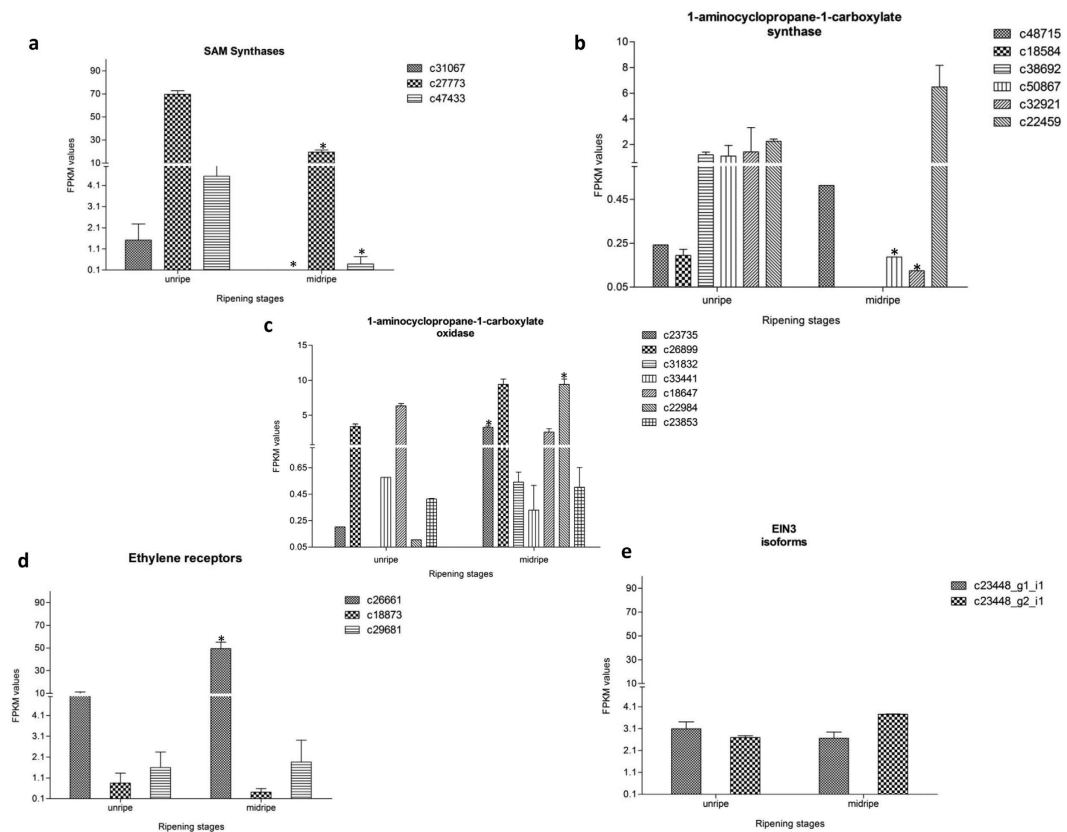 a
SAM Synthases
90
70
50
30
10
4.1
3.1
2.1
1.1
0.1
FPKM values
unripe
midripe
Ripening stages
*
*
*
c31067
c27773
c47433
b
1-aminocyclopropane-1-carboxylate
synthase
10
8
6
4
2
0.45
0.25
0.05
FPKM values
unripe
midripe
Ripening stages
*
*
c48715
c18584
c38692
c50867
c32921
c22459
c
1-aminocyclopropane-1-carboxylate
oxidase
15
10
5
0.65
0.45
0.25
0.05
FPKM values
unripe
midripe
Ripening stages
*
*
c23735
c26899
c31832
c33441
c18647
c22984
c23853
d
Ethylene receptors
90
70
50
30
10
4.1
3.1
2.1
1.1
0.1
FPKM values
unripe
midripe
Ripening stages
*
c26661
c18873
c29681
e
EIN3
isoforms
90
70
50
30
10
4.1
3.1
2.1
1.1
0.1
FPKM values
unripe
midripe
Ripening stages
c23448_g1_i1
c23448_g2_i1